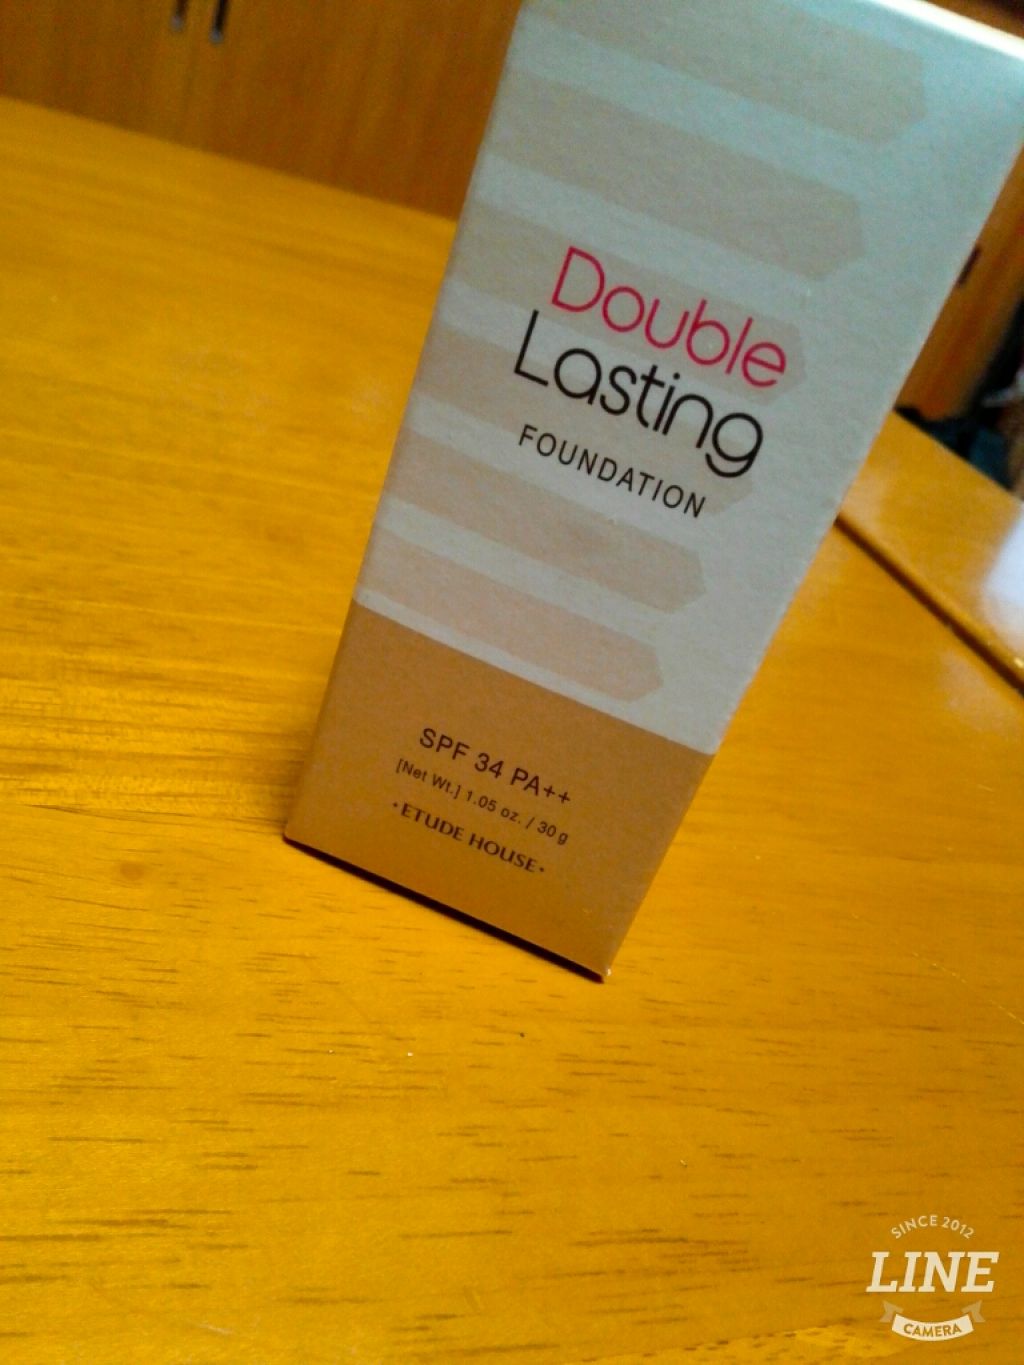 Double
Lasting
FOUNDATION
SPF 34 PA++
[Net Wt.] 1.05 oz. / 30 g
•ETUDE HOUSE•
SINCE 2012
LINE
CAMERA